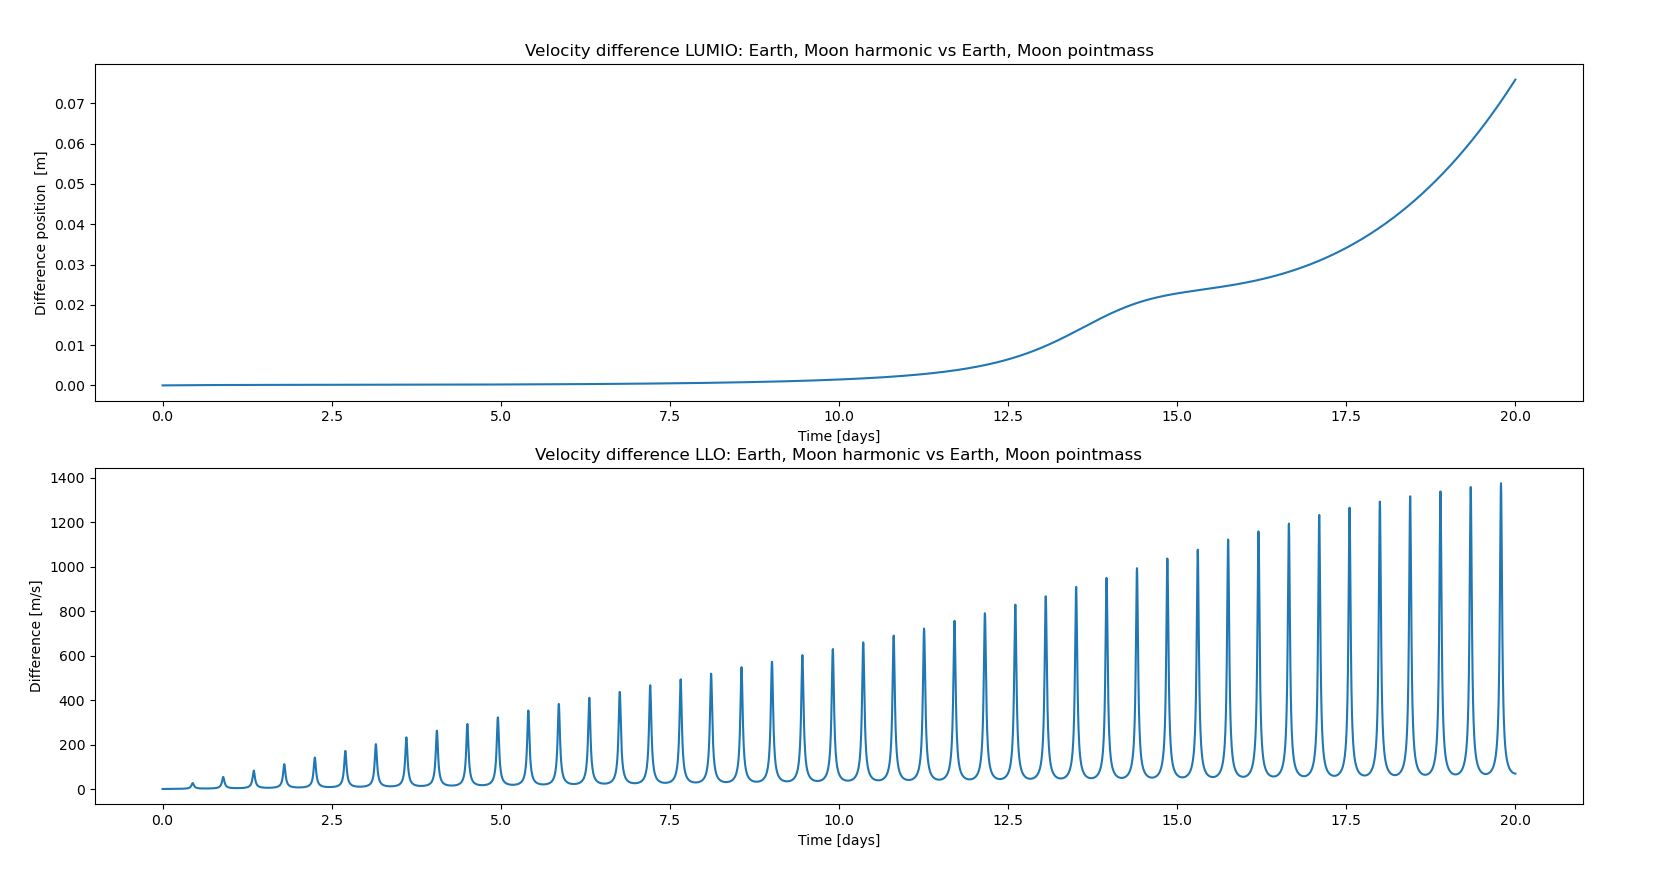 Velocity difference LUMIO: Earth, Moon harmonic vs Earth, Moon pointmass
Difference position  [m]
0.07
0.06
0.05
0.04
0.03
0.02
0.01
0.00
0.0 2.5 5.0 7.5 10.0 12.5 15.0 17.5 20.0
Time [days]
Velocity difference LLO: Earth, Moon harmonic vs Earth, Moon pointmass
Difference [m/s]
1400
1200
1000
800
600
400
200
0
0.0 2.5 5.0 7.5 10.0 12.5 15.0 17.5 20.0
Time [days]